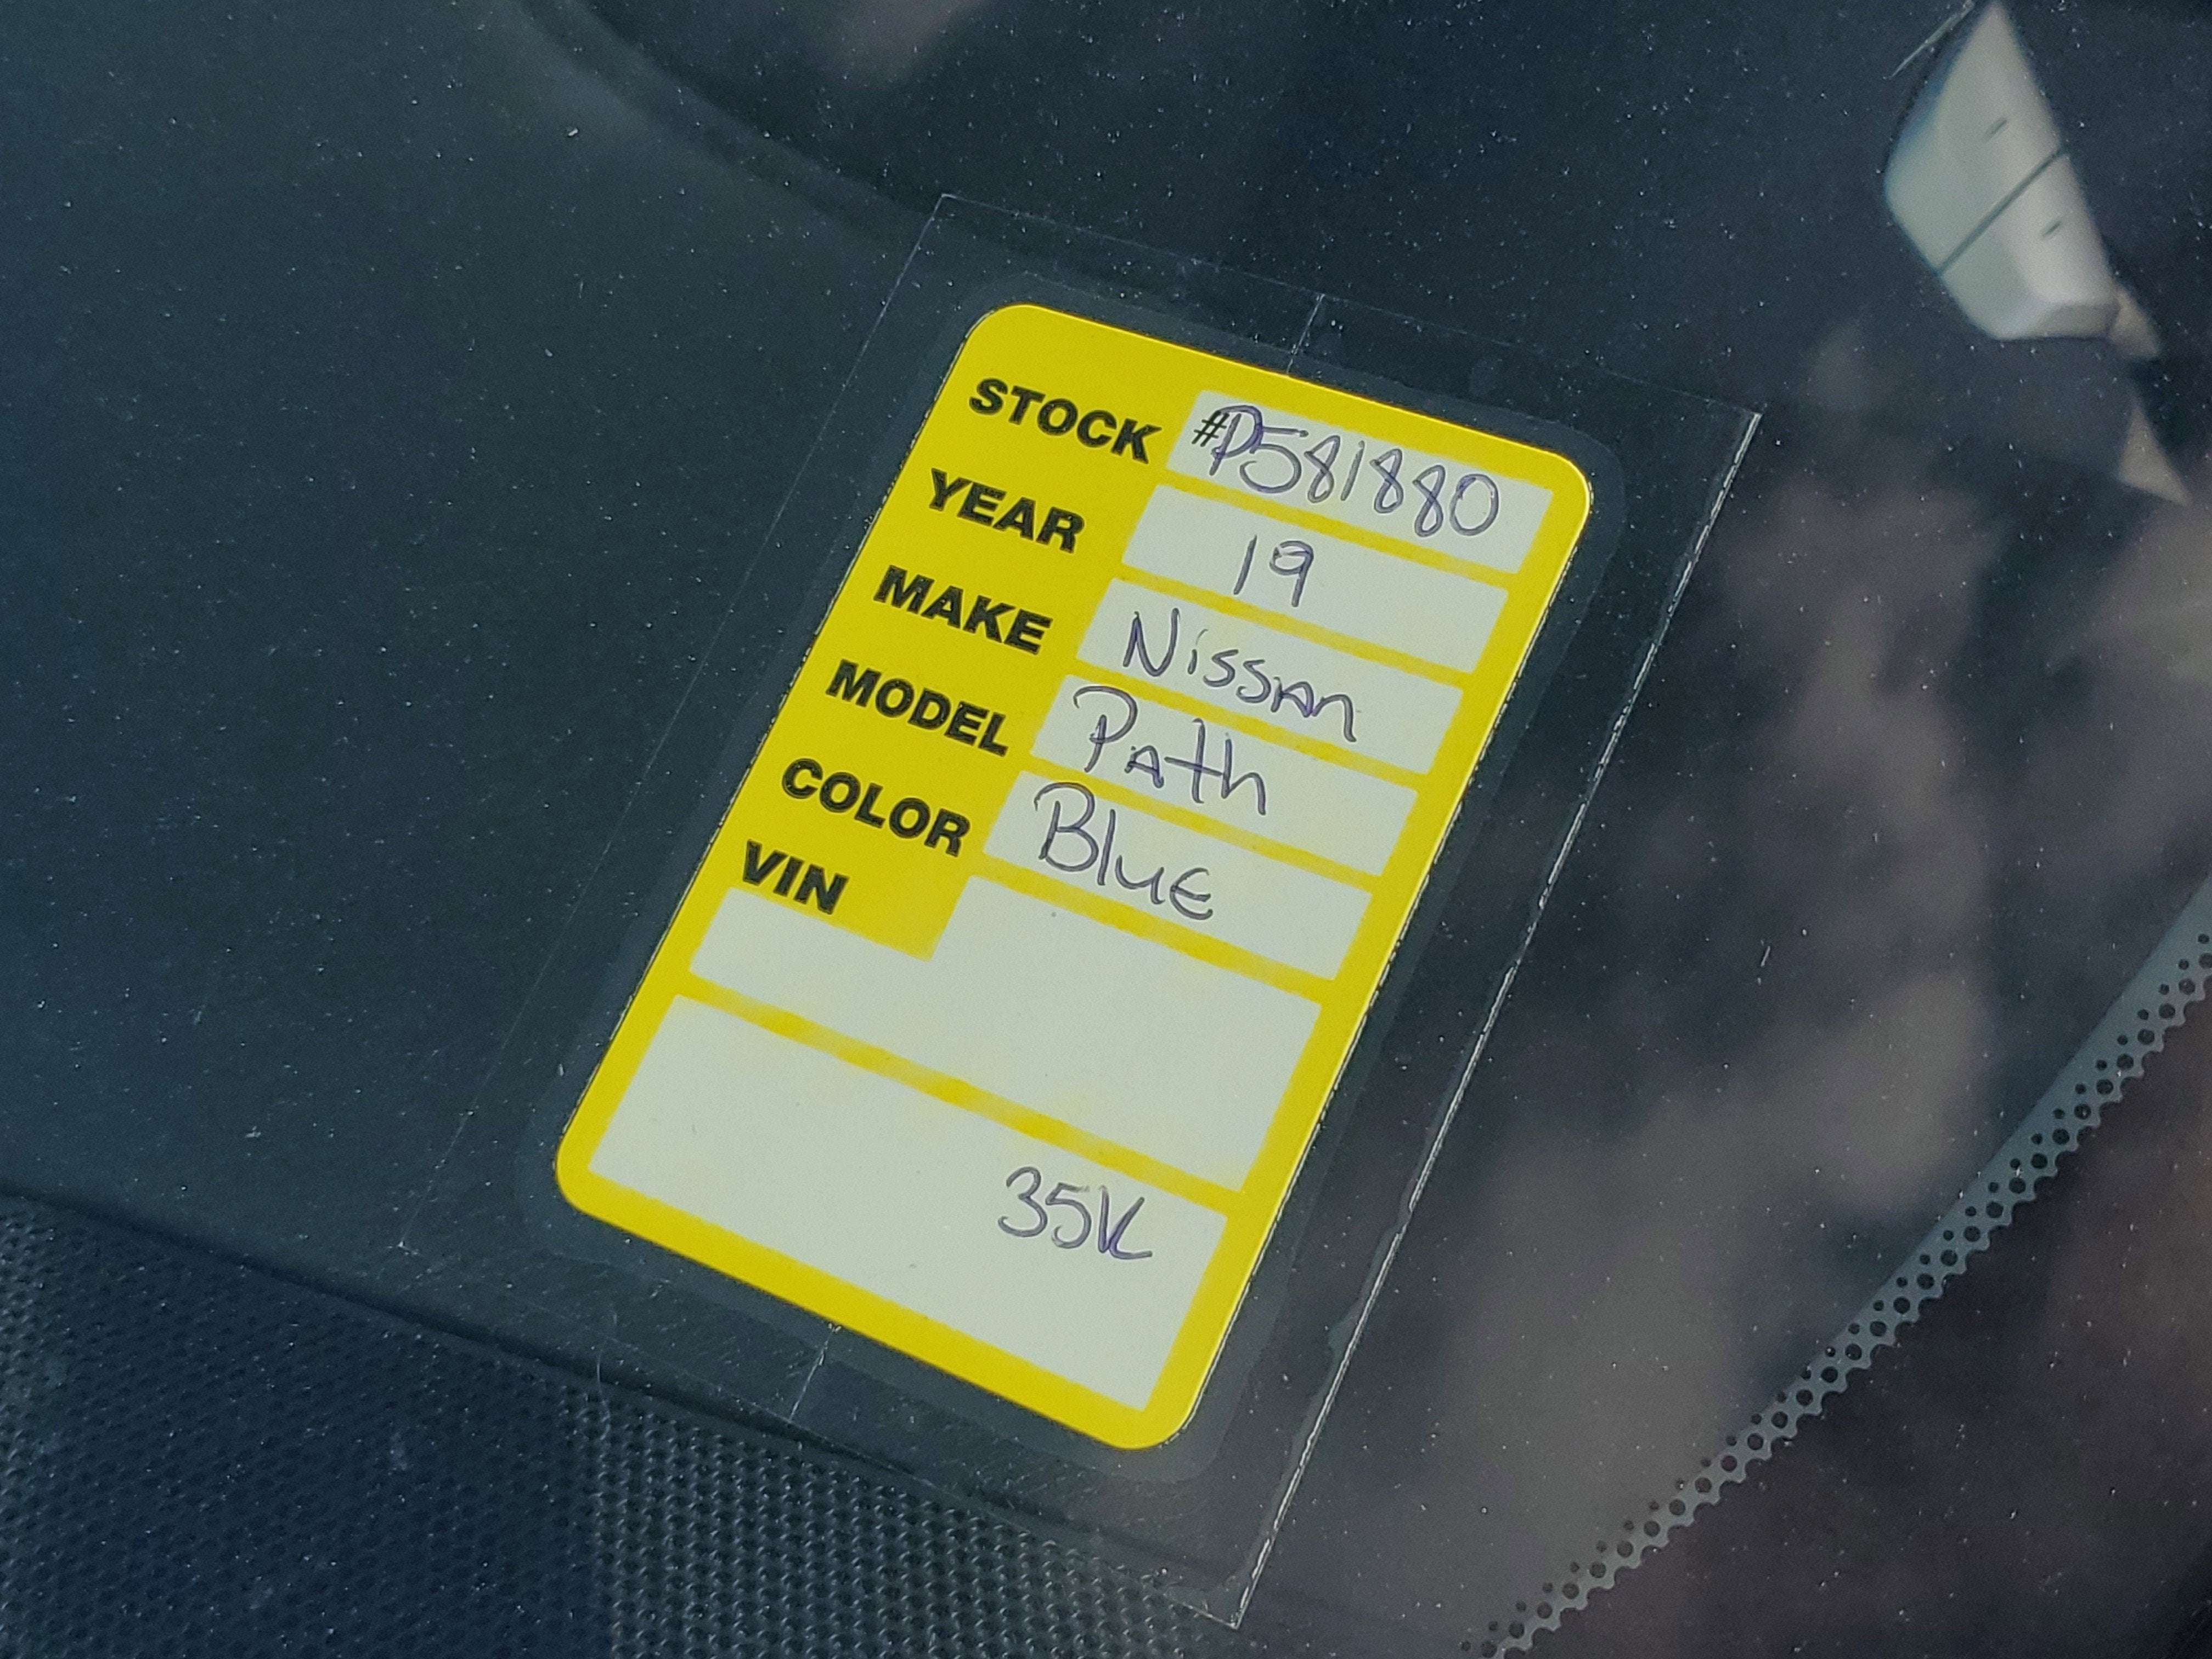 STOCK #P581880
YEAR 19
MAKE Nissan
MODEL Path
COLOR Blue
VIN
35K